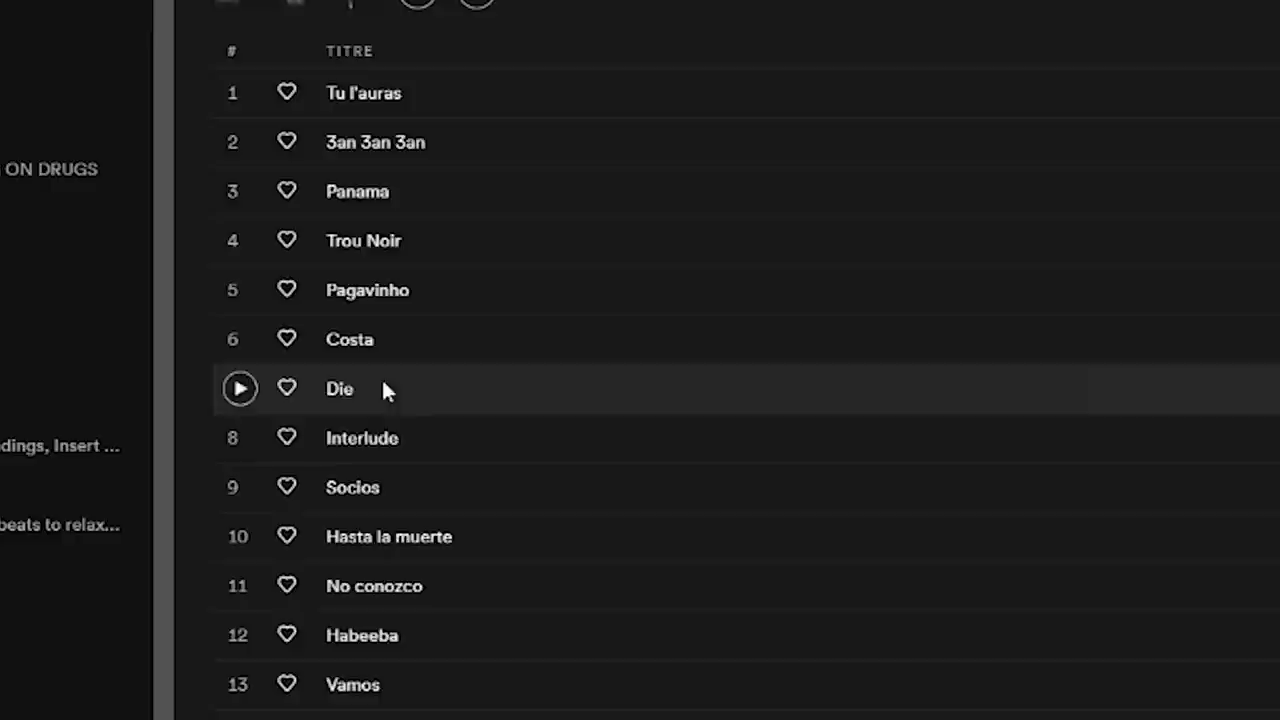 # TITRE
1 Tu l'auras
2 3an 3an 3an
ON DRUGS
3 Panama
4 Trou Noir
5 Pagavinho
6 Costa
Die
8 Interlude
dings, Insert ...
9 Socios
beats to relax...
10 Hasta la muerte
11 No conozco
12 Habeeba
13 Vamos